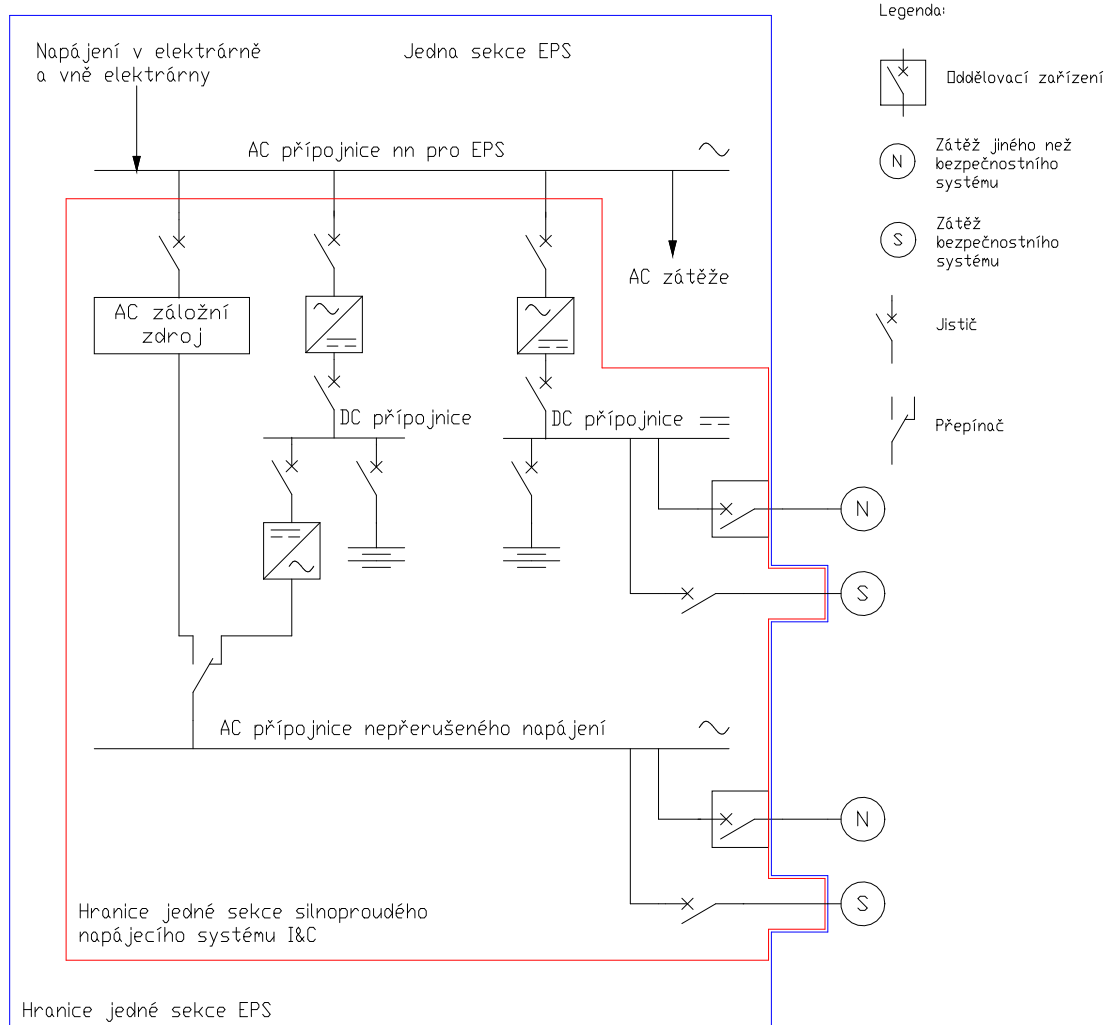 Napájení v elektrárně
a vně elektrárny
Jedna sekce EPS
AC přípojnice nn pro EPS
AC zátěže
AC záložní
zdroj
DC přípojnice
DC přípojnice
N
S
AC přípojnice nepřerušeného napájení
N
S
Hranice jedné sekce silnoproudého
napájecího systému I&C
Hranice jedné sekce EPS
Legenda:
Oddělovací zařízení
N
Zátěž jiného než
bezpečnostního
systému
S
Zátěž
bezpečnostního
systému
Jistič
Přepínač